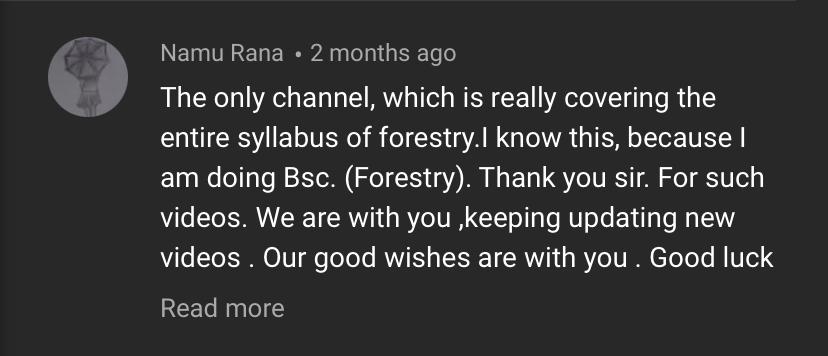 Namu Rana • 2 months ago
The only channel, which is really covering the
entire syllabus of forestry.I know this, because I
am doing Bsc. (Forestry). Thank you sir. For such
videos. We are with you ,keeping updating new
videos . Our good wishes are with you . Good luck
Read more